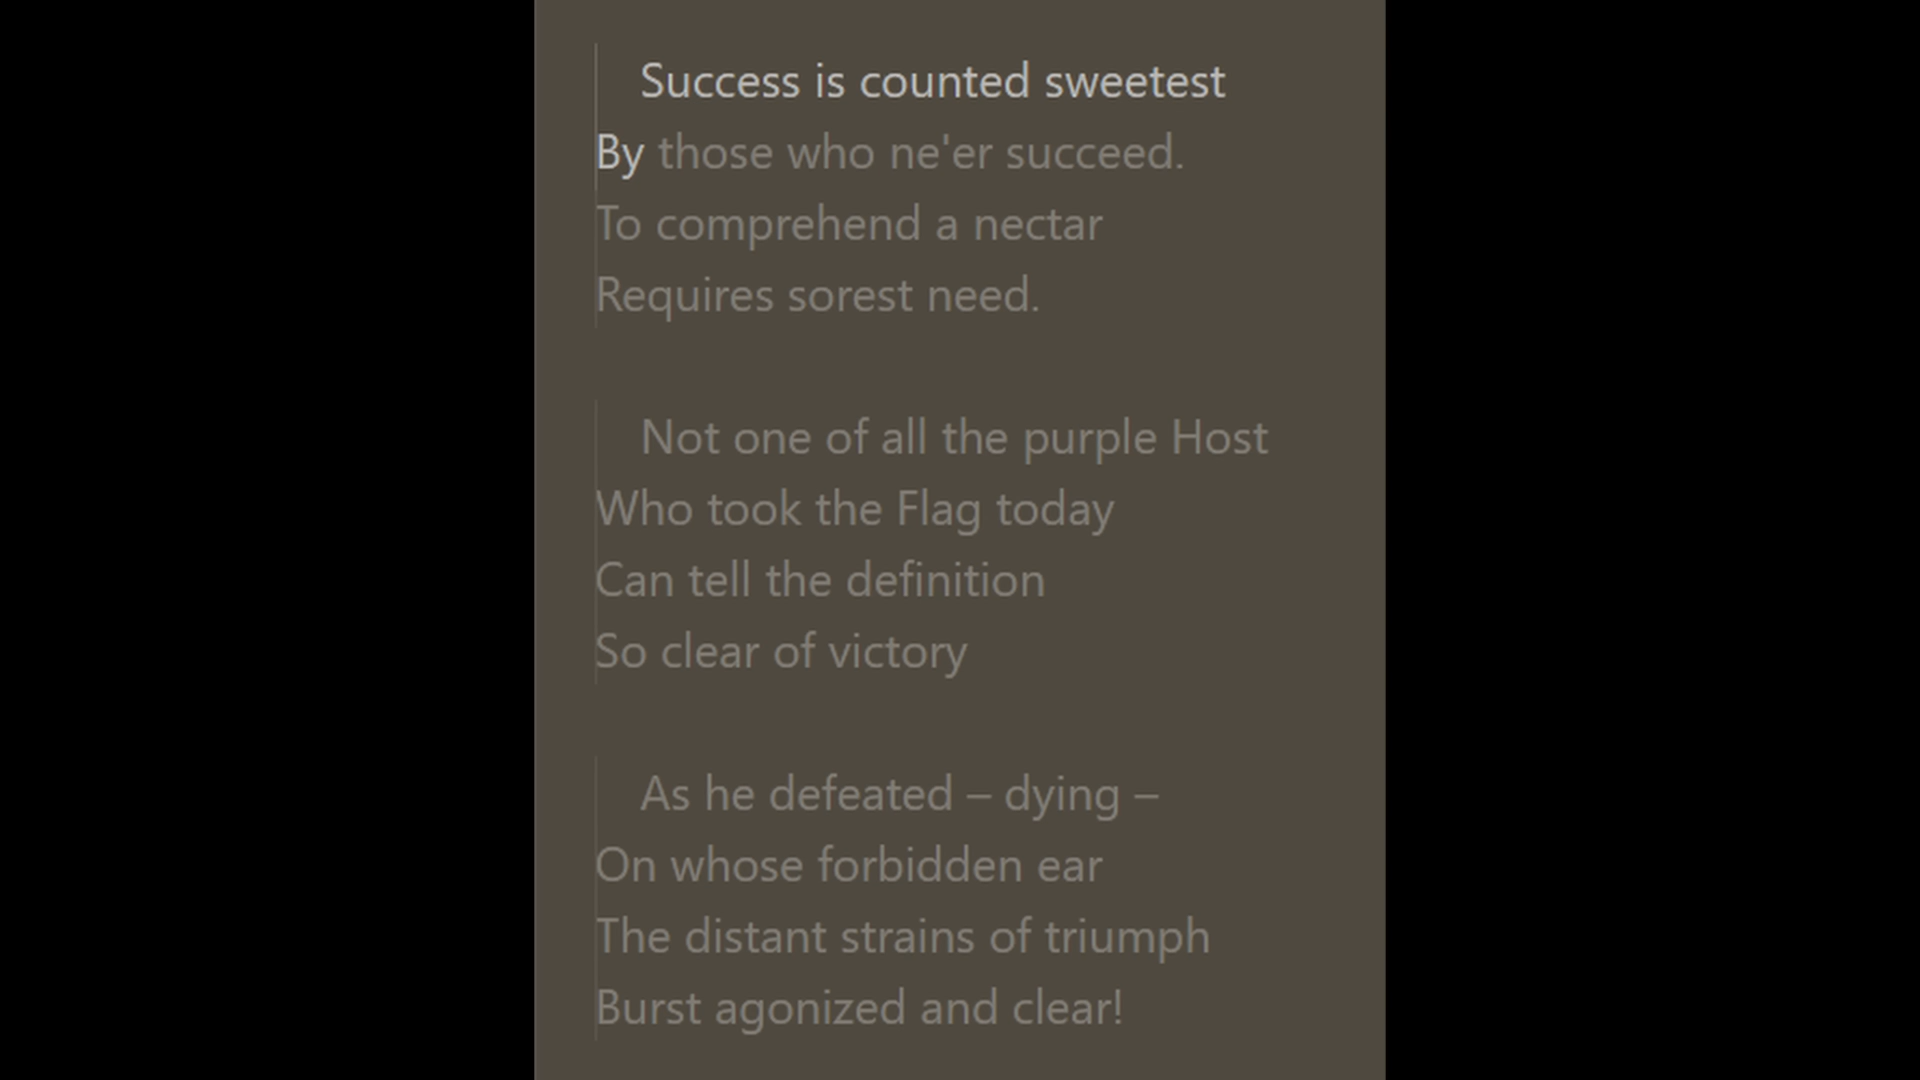 Success is counted sweetest
By those who ne'er succeed.
To comprehend a nectar
Requires sorest need.
Not one of all the purple Host
Who took the Flag today
Can tell the definition
So clear of victory
As he defeated – dying –
On whose forbidden ear
The distant strains of triumph
Burst agonized and clear!